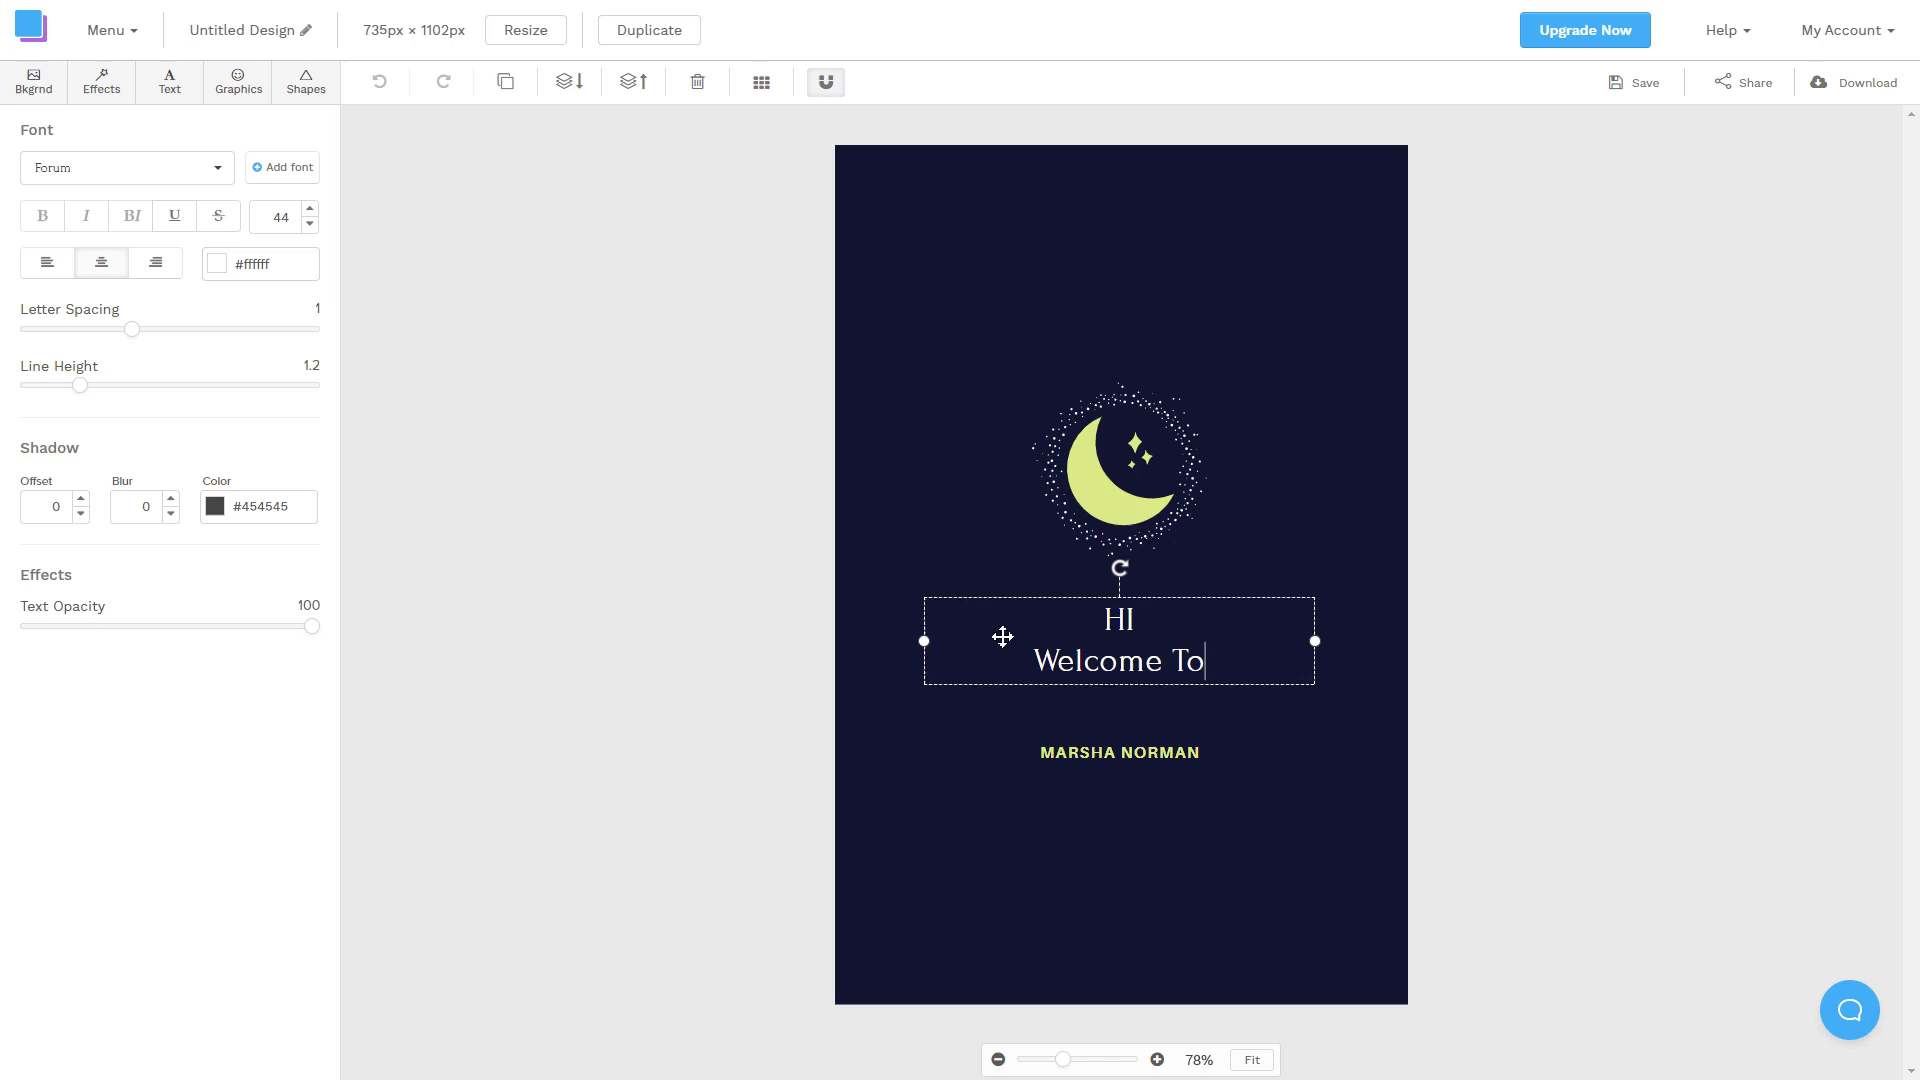 Menu
Untitled Design
735px × 1102px
Resize
Duplicate
Upgrade Now
Help
My Account
Bkgrnd
Effects
Text
Graphics
Shapes
Save
Share
Download
Font
Forum
Add font
B
I
BI
U
S
44
#ffffff
Letter Spacing
1
Line Height
1.2
Shadow
Offset
Blur
Color
0
0
#454545
Effects
Text Opacity
100
HI
Welcome To
MARSHA NORMAN
78%
Fit